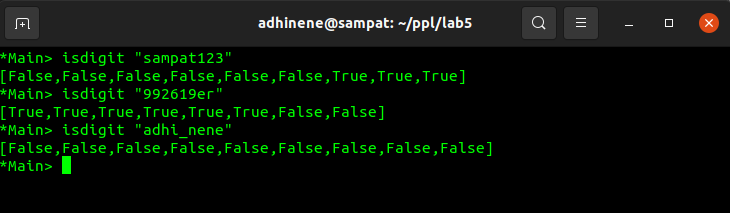 adhinene@sampat: ~/ppl/lab5
*Main> isdigit "sampat123"
[False,False,False,False,False,False,True,True,True]
*Main> isdigit "992619er"
[True,True,True,True,True,True,False,False]
*Main> isdigit "adhi_nene"
[False,False,False,False,False,False,False,False,False]
*Main>